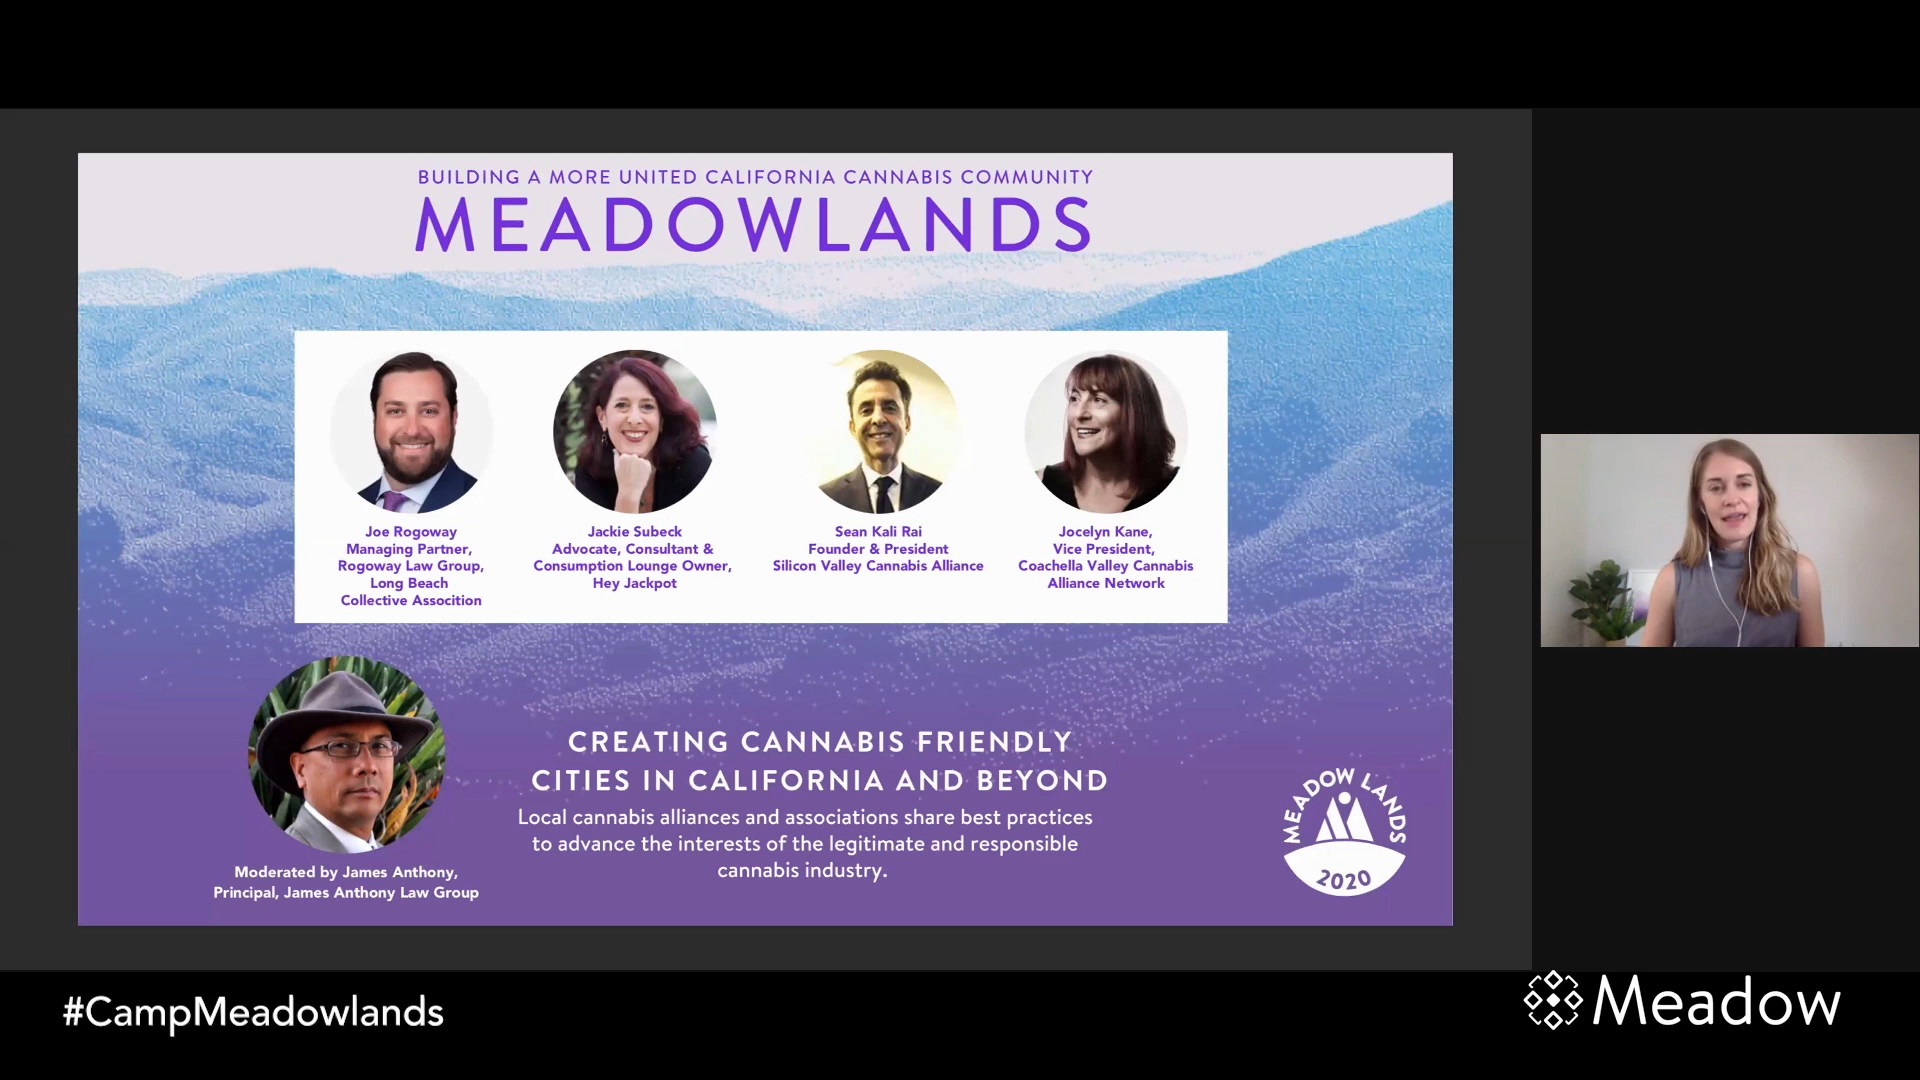 BUILDING A MORE UNITED CALIFORNIA CANNABIS COMMUNITY
MEADOWLANDS
Joe Rogoway
Managing Partner,
Rogoway Law Group,
Long Beach
Collective Assocition
Jackie Subeck
Advocate, Consultant &
Consumption Lounge Owner,
Hey Jackpot
Sean Kali Rai
Founder & President
Silicon Valley Cannabis Alliance
Jocelyn Kane,
Vice President,
Coachella Valley Cannabis
Alliance Network
Moderated by James Anthony,
Principal, James Anthony Law Group
CREATING CANNABIS FRIENDLY
CITIES IN CALIFORNIA AND BEYOND
Local cannabis alliances and associations share best practices
to advance the interests of the legitimate and responsible
cannabis industry.
MEADOW LANDS
2020
#CampMeadowlands
Meadow